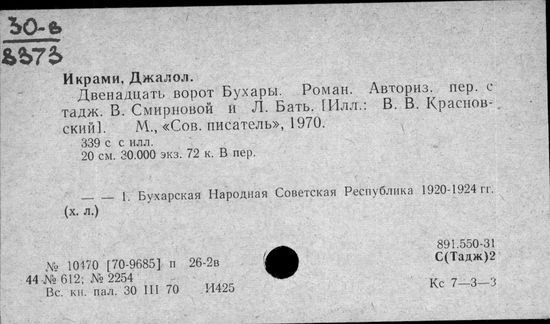 30-в
8373
Икрами, Джалол.
Двенадцать ворот Бухары. Роман. Авториз. пер. с
тадж. В. Смирновой и Л. Бать. [Илл.: В. В. Красновский].
М., «Сов. писатель», 1970.
339 с с илл.
20 см. 30.000 экз. 72 к. В пер.
— — 1. Бухарская Народная Советская Республика 1920-1924 гг.
(х. л.)
891.550-31
№ 10470 [70-9685] п 26-2в С(Тадж)2
44 № 612; № 2254
Вс. кн. пал. 30 III 70 И425 Кс 7—3—3